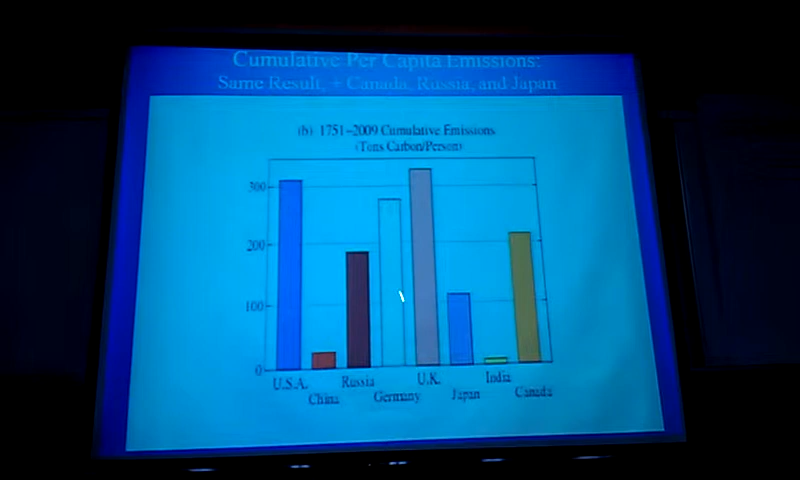 Cumulative Per Capita Emissions:
Same Result, + Canada, Russia, and Japan
(b) 1751–2009 Cumulative Emissions
(Tons Carbon/Person)
300
200
100
0
U.S.A.
China
Russia
Germany
U.K.
Japan
India
Canada